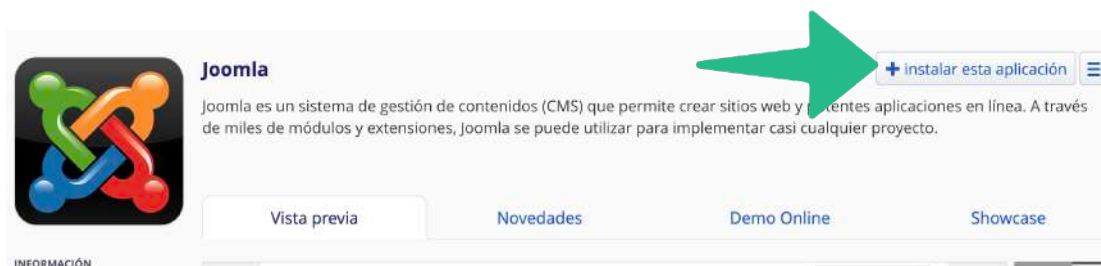 Joomla
+ instalar esta aplicación
Joomla es un sistema de gestión de contenidos (CMS) que permite crear sitios web y potentes aplicaciones en línea. A través
de miles de módulos y extensiones, Joomla se puede utilizar para implementar casi cualquier proyecto.
Vista previa
Novedades
Demo Online
Showcase
INFORMACIÓN